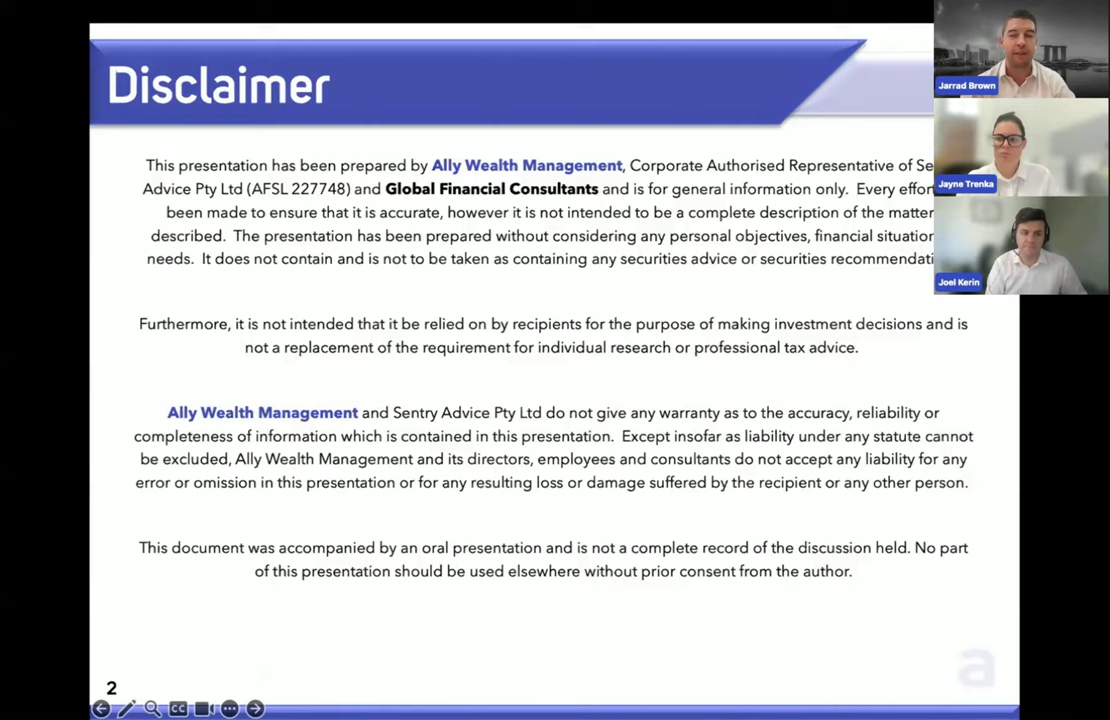 Disclaimer
This presentation has been prepared by Ally Wealth Management, Corporate Authorised Representative of Se
Advice Pty Ltd (AFSL 227748) and Global Financial Consultants and is for general information only. Every effor
been made to ensure that it is accurate, however it is not intended to be a complete description of the matter
described. The presentation has been prepared without considering any personal objectives, financial situation
needs. It does not contain and is not to be taken as containing any securities advice or securities recommendati
Furthermore, it is not intended that it be relied on by recipients for the purpose of making investment decisions and is
not a replacement of the requirement for individual research or professional tax advice.
Ally Wealth Management and Sentry Advice Pty Ltd do not give any warranty as to the accuracy, reliability or
completeness of information which is contained in this presentation. Except insofar as liability under any statute cannot
be excluded, Ally Wealth Management and its directors, employees and consultants do not accept any liability for any
error or omission in this presentation or for any resulting loss or damage suffered by the recipient or any other person.
This document was accompanied by an oral presentation and is not a complete record of the discussion held. No part
of this presentation should be used elsewhere without prior consent from the author.
2
CC
a
Jarrad Brown
Jayne Trenka
Joel Kerin